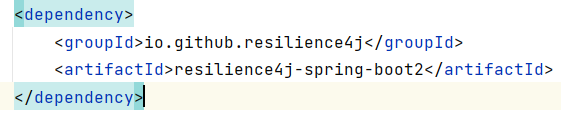 <dependency>
    <groupId>io.github.resilience4j</groupId>
    <artifactId>resilience4j-spring-boot2</artifactId>
</dependency>